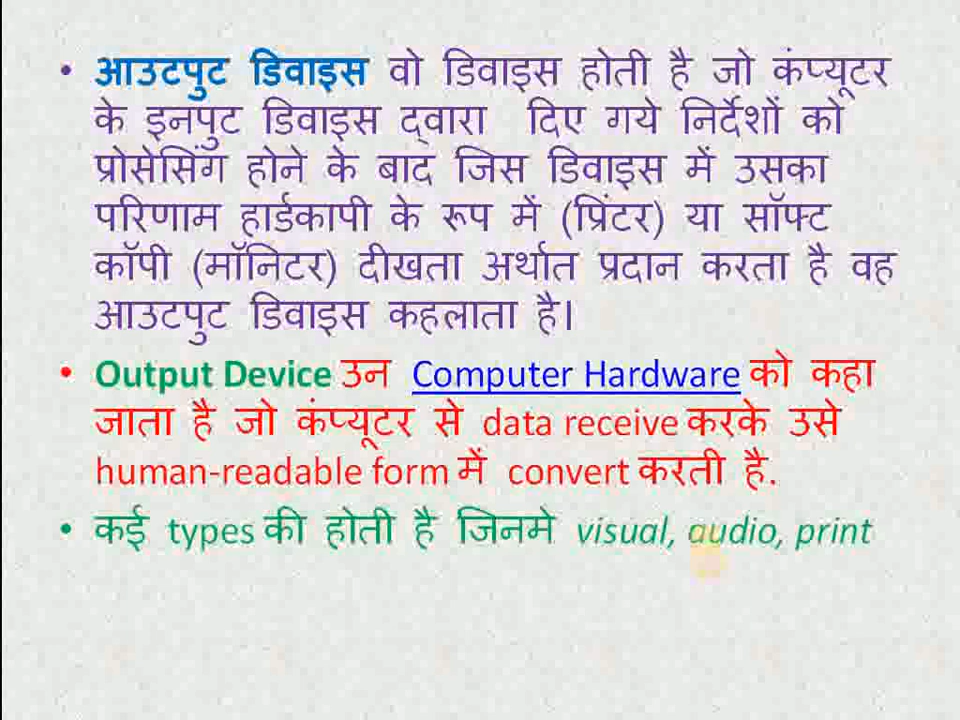 • आउटपुट डिवाइस वो डिवाइस होती है जो कंप्यूटर
के इनपुट डिवाइस द्वारा दिए गये निर्देशों को
प्रोसेसिंग होने के बाद जिस डिवाइस में उसका
परिणाम हार्डकापी के रूप में (प्रिंटर) या सॉफ्ट
कॉपी (मॉनिटर) दीखता अर्थात प्रदान करता है वह
आउटपुट डिवाइस कहलाता है।
• Output Device उन Computer Hardware को कहा
जाता है जो कंप्यूटर से data receive करके उसे
human-readable form में convert करती है.
• कई types की होती है जिनमे visual, audio, print